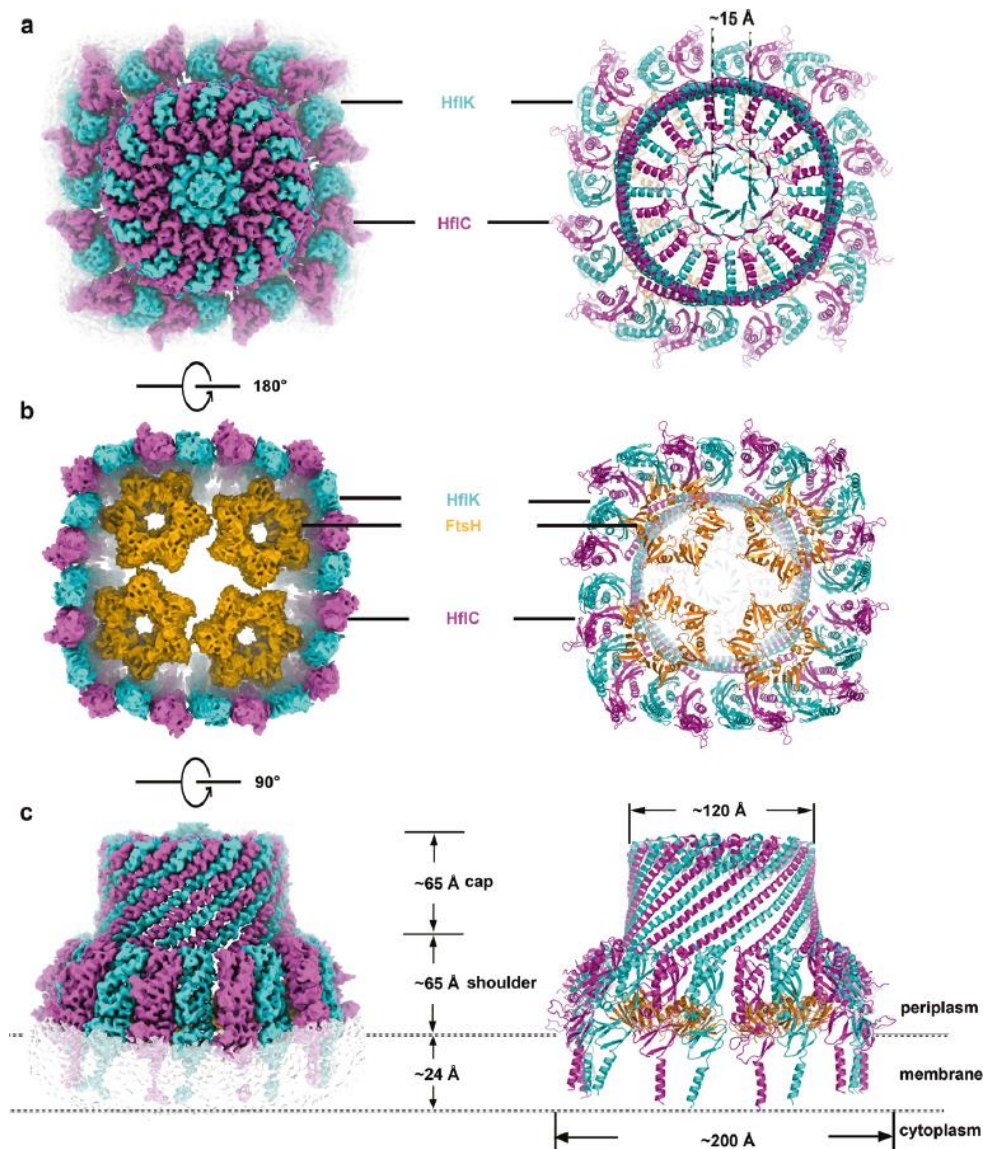 a
~15 Å
HflK
HflC
180°
b
HflK
FtsH
HflC
90°
c
~120 Å
~65 Å cap
~65 Å shoulder
periplasm
~24 Å
membrane
cytoplasm
~200 Å